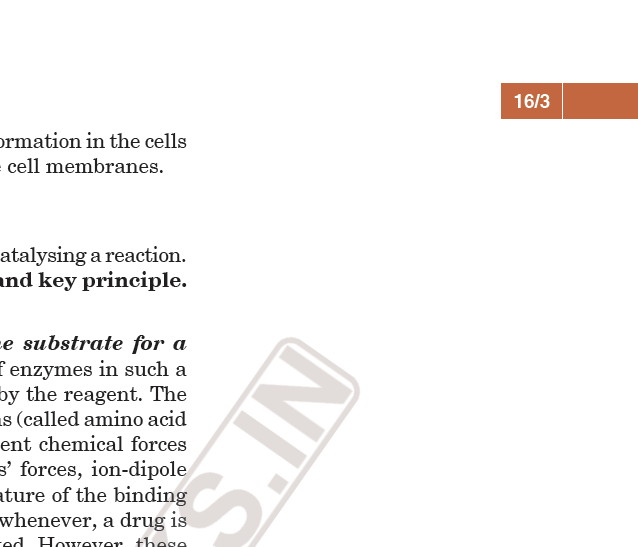 16/3
ormation in the cells
cell membranes.
atalysing a reaction.
and key principle.
substrate for a
enzymes in such a
by the reagent. The
(called amino acid
ent chemical forces
forces, ion-dipole
ature of the binding
whenever, a drug is
However, these
S.IN